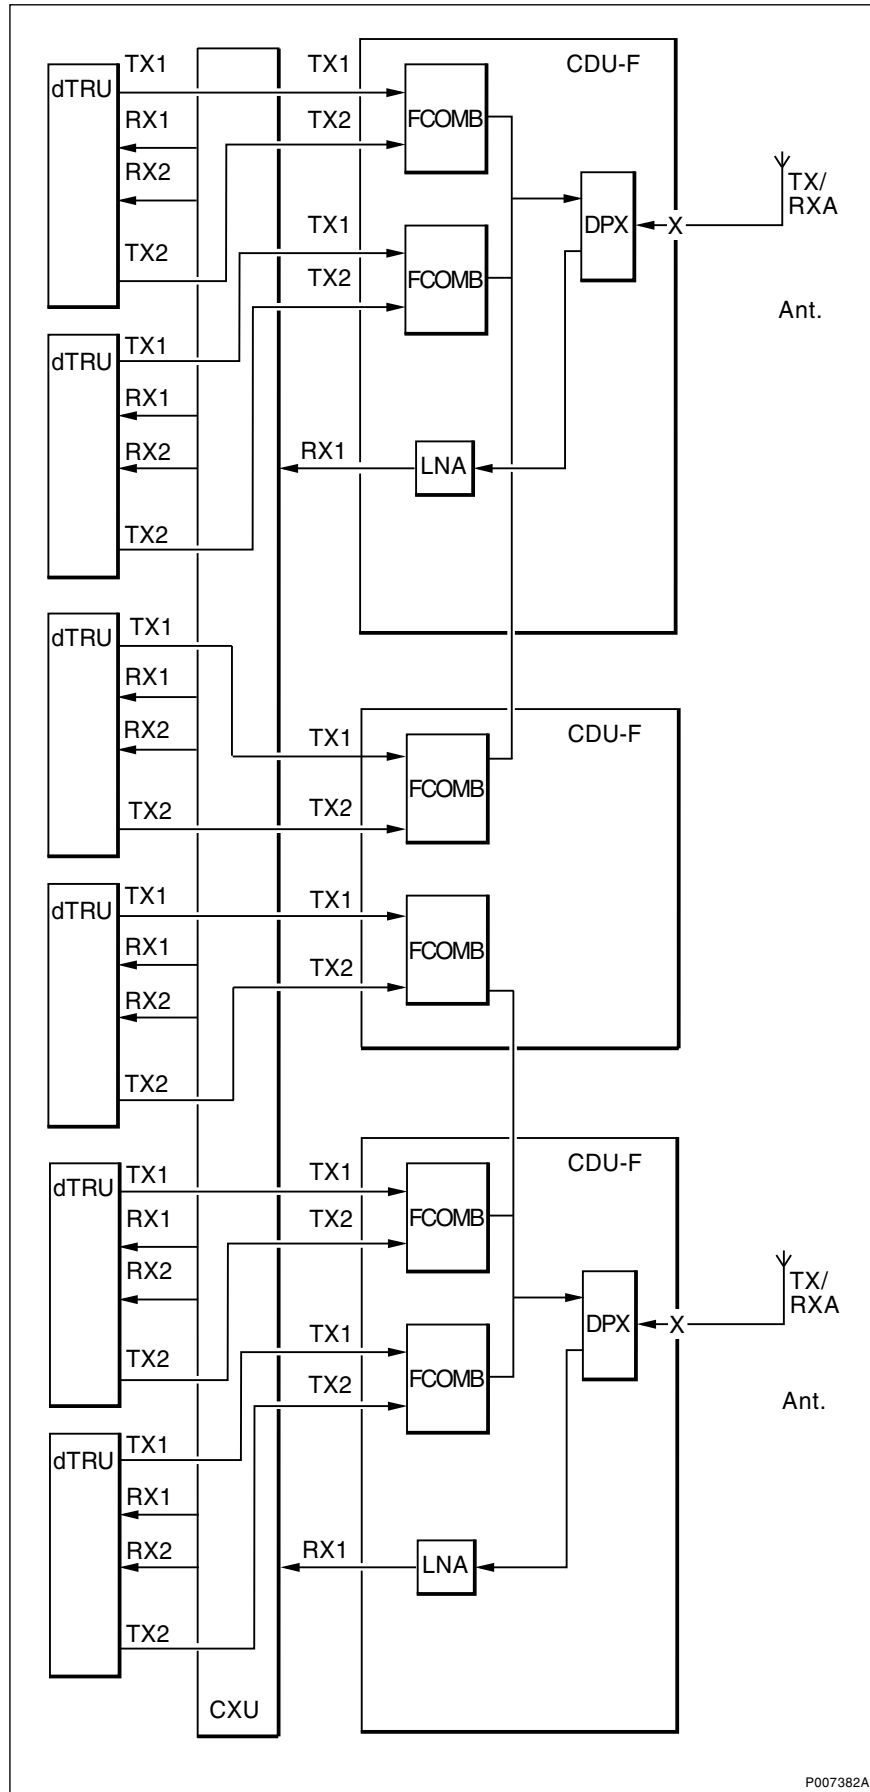 TX1
TX1
CDU-F
dTRU
RX1
TX2
FCOMB
RX2
TX/
RXA
DPX
X
TX1
TX2
TX2
FCOMB
Ant.
TX1
dTRU
RX1
RX2
RX1
LNA
TX2
TX1
dTRU
RX1
RX2
TX1
CDU-F
FCOMB
TX2
TX2
TX1
TX1
dTRU
RX1
FCOMB
TX2
RX2
TX2
CDU-F
TX1
TX1
dTRU
RX1
TX2
FCOMB
RX2
TX/
RXA
DPX
X
TX1
TX2
TX2
FCOMB
Ant.
TX1
dTRU
RX1
RX2
RX1
LNA
TX2
CXU
P007382A